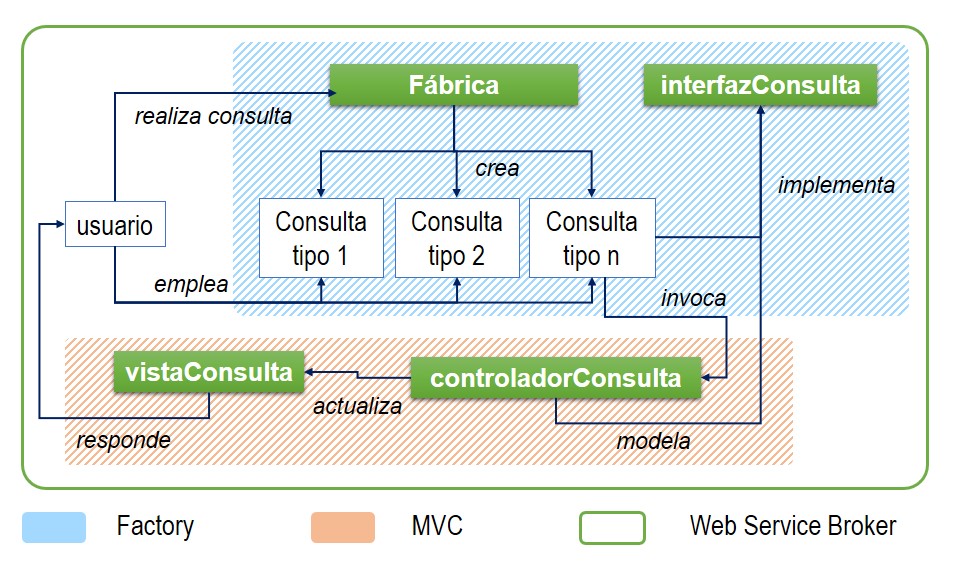 Fábrica
interfazConsulta
realiza consulta
crea
implementa
usuario
Consulta
tipo 1
Consulta
tipo 2
Consulta
tipo n
emplea
invoca
vistaConsulta
controladorConsulta
actualiza
responde
modela
Factory
MVC
Web Service Broker